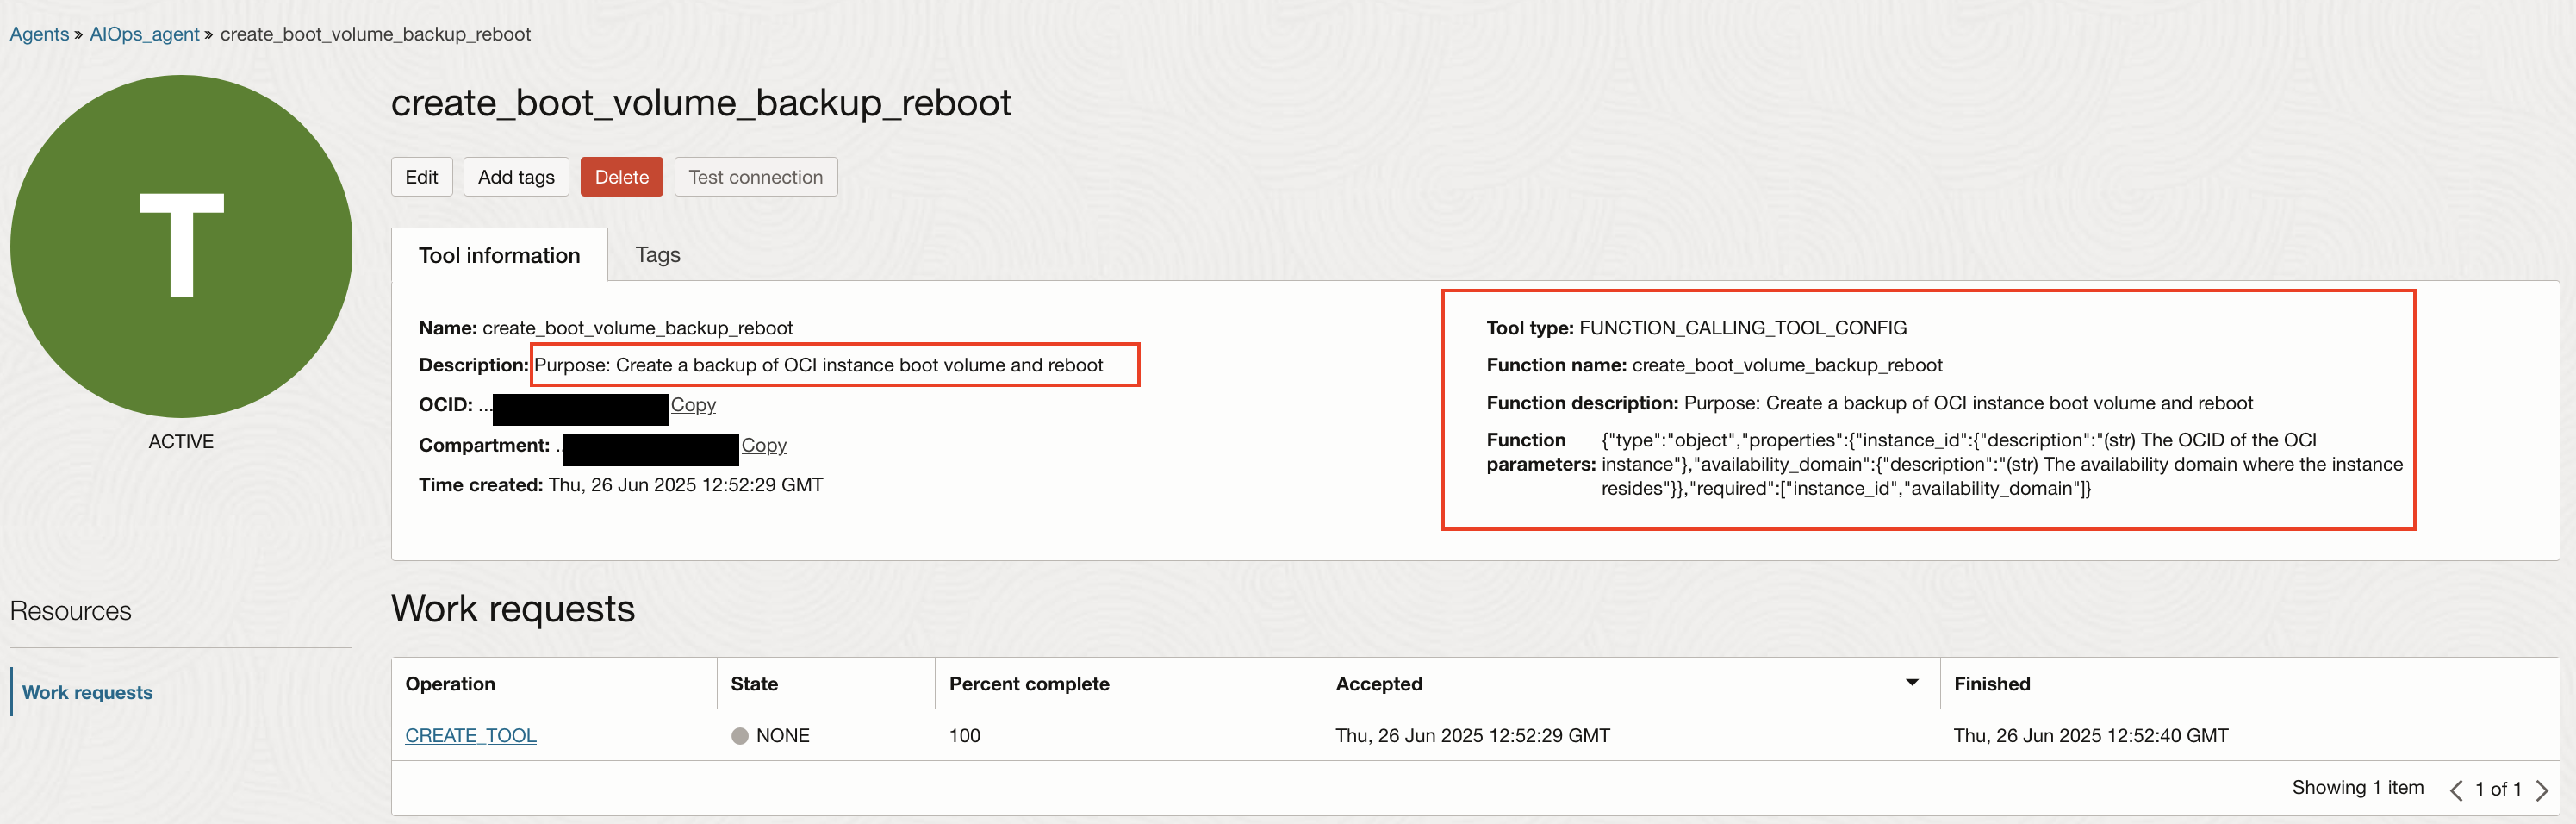 Agents » AIOps_agent » create_boot_volume_backup_reboot
T
ACTIVE
create_boot_volume_backup_reboot
Edit Add tags Delete Test connection
Tool information Tags
Name: create_boot_volume_backup_reboot
Description: Purpose: Create a backup of OCI instance boot volume and reboot
OCID: ... Copy
Compartment: .. Copy
Time created: Thu, 26 Jun 2025 12:52:29 GMT
Tool type: FUNCTION_CALLING_TOOL_CONFIG
Function name: create_boot_volume_backup_reboot
Function description: Purpose: Create a backup of OCI instance boot volume and reboot
Function parameters: {"type":"object","properties":{"instance_id":{"description":"(str) The OCID of the OCI
instance"},"availability_domain":{"description":"(str) The availability domain where the instance
resides"}},"required":["instance_id","availability_domain"]}
Resources
Work requests
Work requests
Operation State Percent complete Accepted Finished
CREATE_TOOL NONE 100 Thu, 26 Jun 2025 12:52:29 GMT Thu, 26 Jun 2025 12:52:40 GMT
Showing 1 item < 1 of 1 >